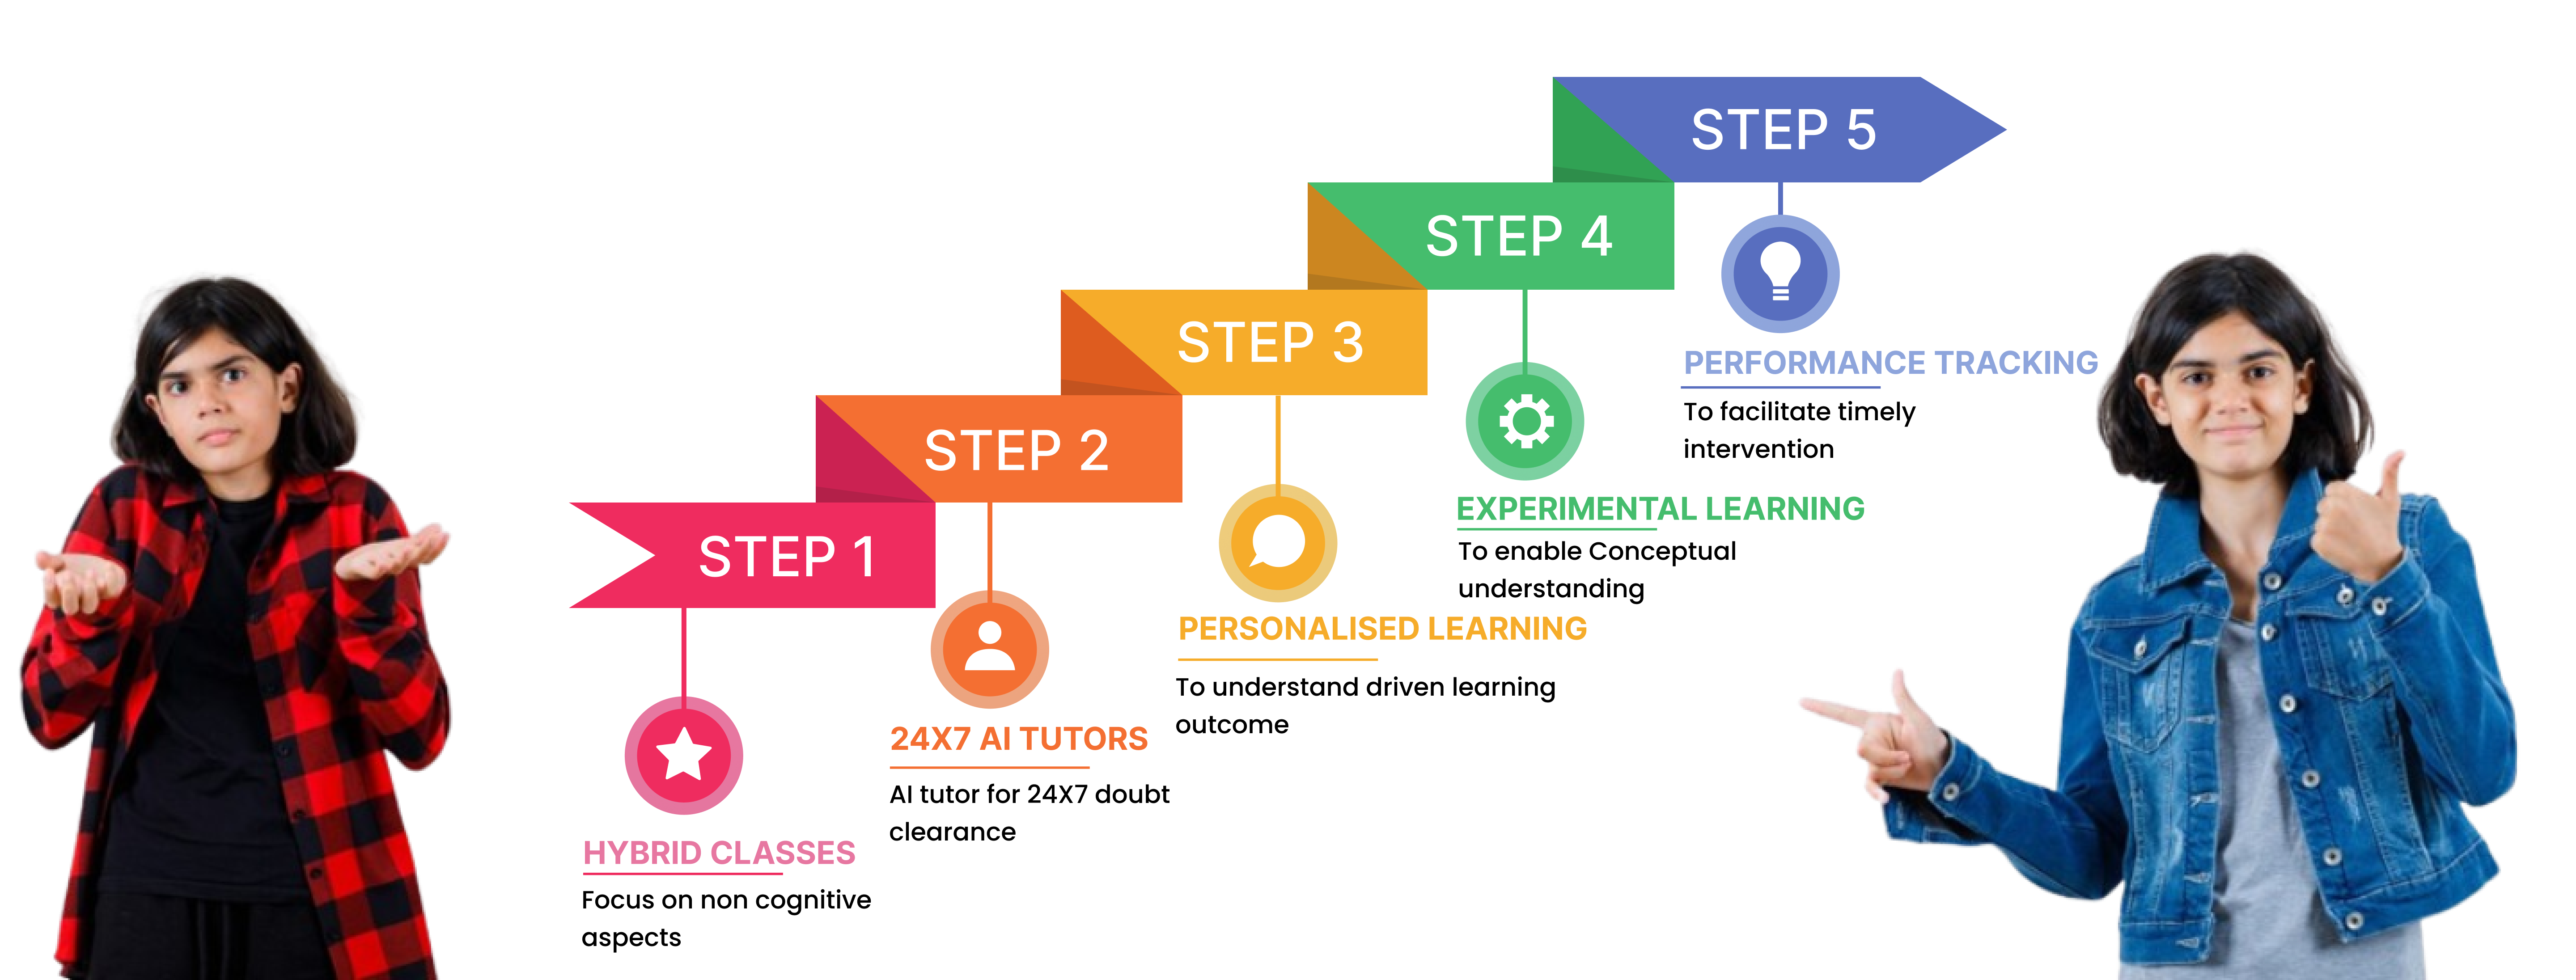 STEP 1
HYBRID CLASSES
Focus on non cognitive
aspects
STEP 2
24X7 AI TUTORS
AI tutor for 24X7 doubt
clearance
STEP 3
PERSONALISED LEARNING
To understand driven learning
outcome
STEP 4
EXPERIMENTAL LEARNING
To enable Conceptual
understanding
STEP 5
PERFORMANCE TRACKING
To facilitate timely
intervention